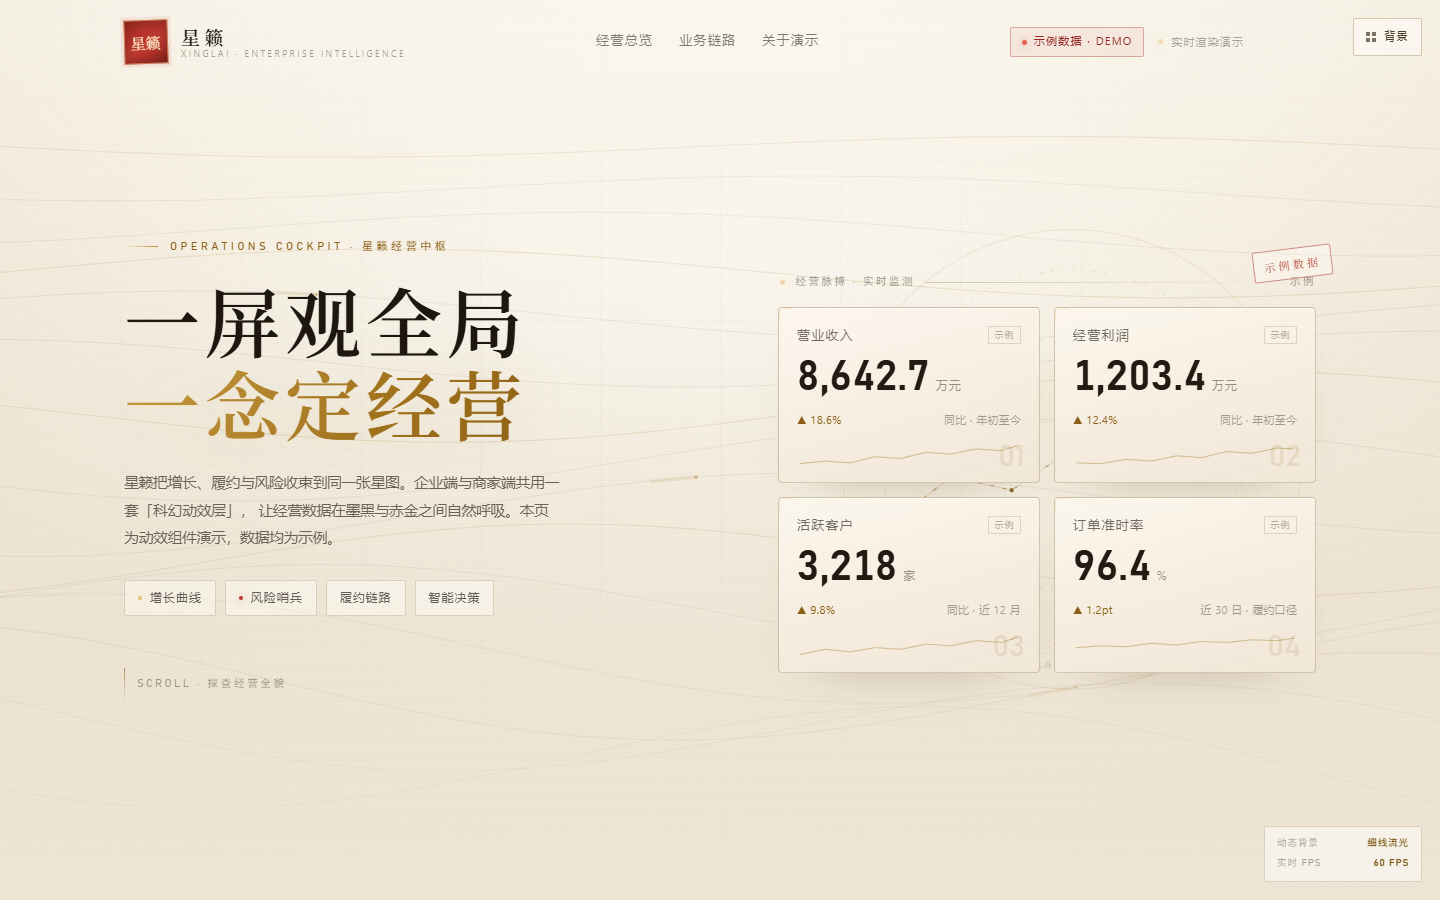 星籁
星籁
XINGLAI · ENTERPRISE INTELLIGENCE
经营总览
业务链路
关于演示
示例数据 · DEMO
实时渲染演示
背景
OPERATIONS COCKPIT · 星籁经营中枢
一屏观全局
一念定经营
星籁把增长、履约与风险收束到同一张星图。企业端与商家端共用一
套「科幻动效层」，让经营数据在墨黑与赤金之间自然呼吸。本页
为动效组件演示，数据均为示例。
增长曲线
风险哨兵
履约链路
智能决策
SCROLL · 探查经营全貌
经营脉搏 · 实时监测
示例数据
示例
营业收入
示例
8,642.7 万元
▲ 18.6%
同比 · 年初至今
01
经营利润
示例
1,203.4 万元
▲ 12.4%
同比 · 年初至今
02
活跃客户
示例
3,218 家
▲ 9.8%
同比 · 近 12 月
03
订单准时率
示例
96.4 %
▲ 1.2pt
近 30 日 · 履约口径
04
动态背景
细线流光
实时 FPS
60 FPS